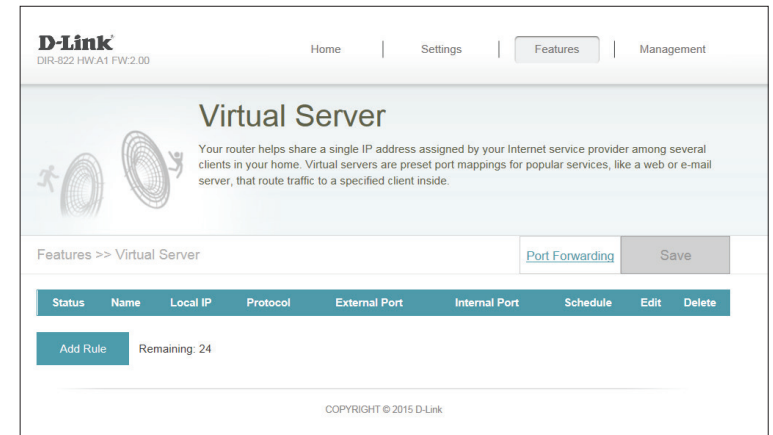 D-Link
DIR-822 HW:A1 FW:2.00
Home | Settings | Features | Management
Virtual Server
Your router helps share a single IP address assigned by your Internet service provider among several
clients in your home. Virtual servers are preset port mappings for popular services, like a web or e-mail
server, that route traffic to a specified client inside.
Features >> Virtual Server Port Forwarding Save
Status Name Local IP Protocol External Port Internal Port Schedule Edit Delete
Add Rule Remaining: 24
COPYRIGHT © 2015 D-Link